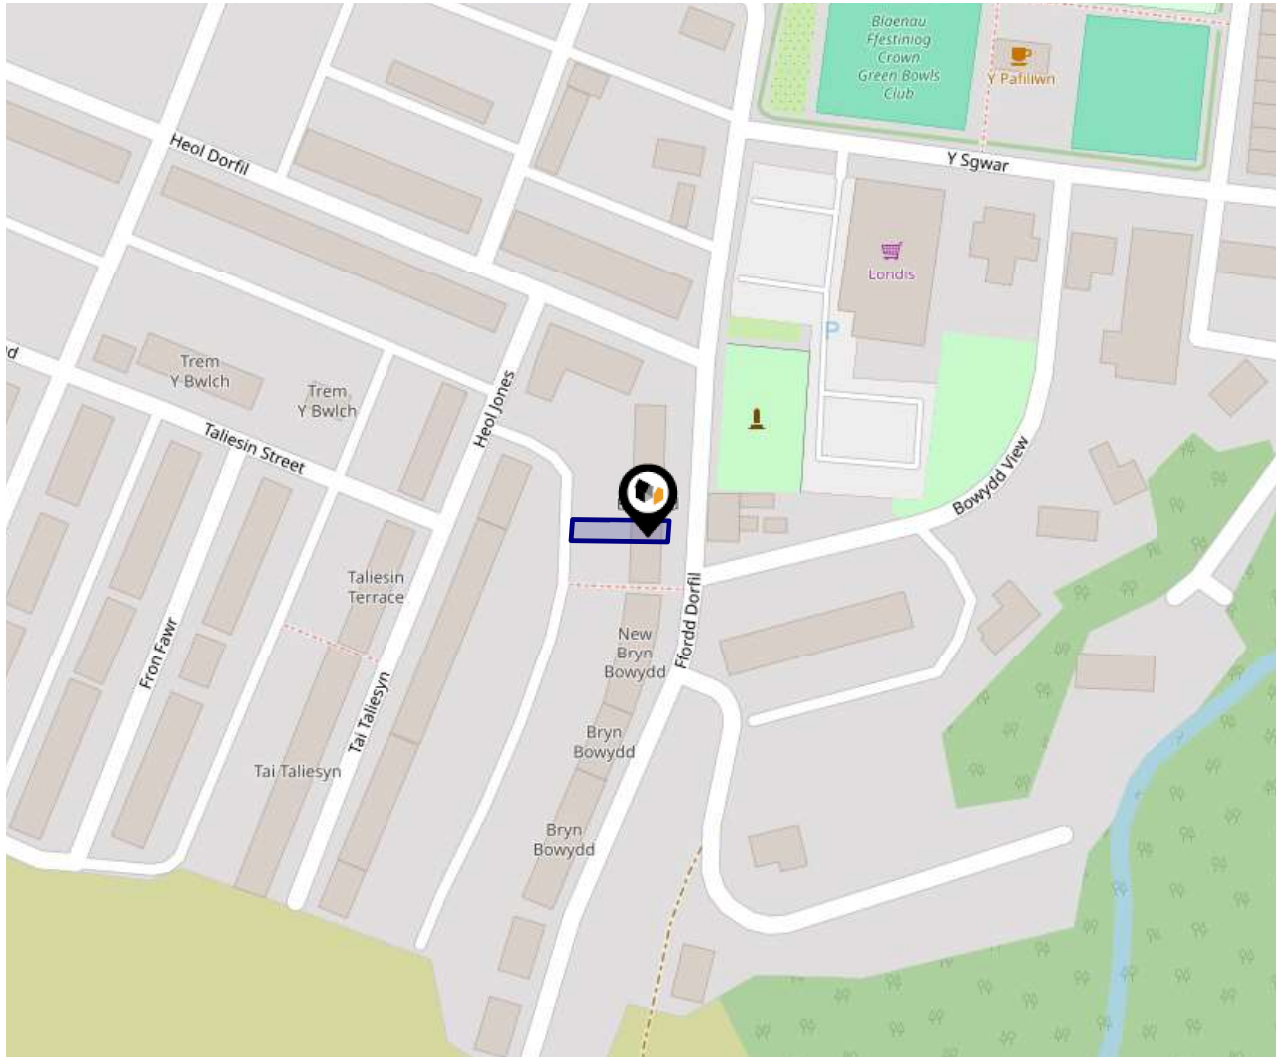 Blaenau
Ffestiniog
Crown
Green Bowls
Club
Y Pafiliwn
Y Sgwar
Heol Dorfil
Londis
P
Trem
Y Bwlch
Trem
Y Bwlch
Heol Jones
Taliesin Street
Bowydd View
Taliesin
Terrace
Ffordd Dorfil
New
Bryn
Bowydd
Fron Fawr
Tai Taliesyn
Bryn
Bowydd
Tai Taliesyn
Bryn
Bowydd